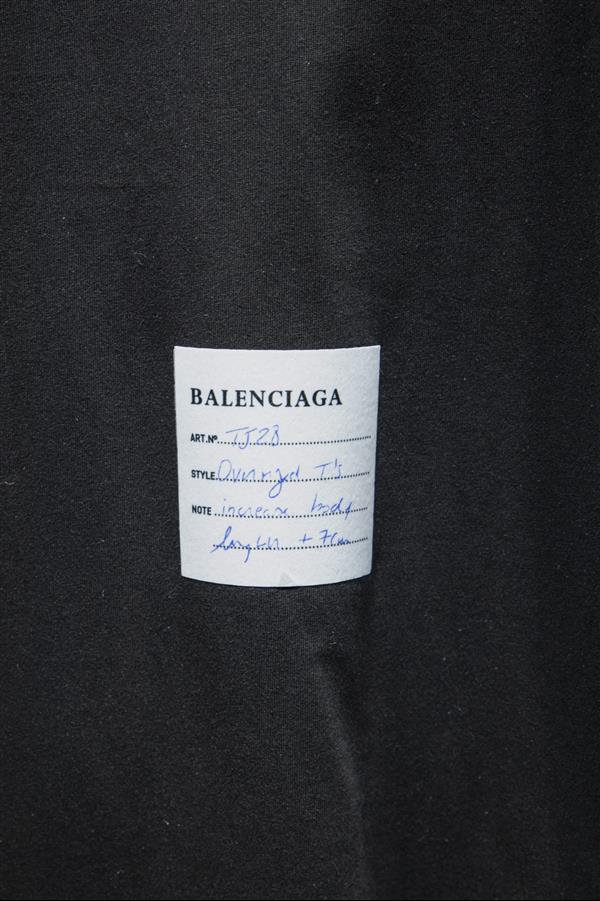 BALENCIAGA
ART.Nº TJ28
STYLE Oversized T's
NOTE increase body
length + 7cm